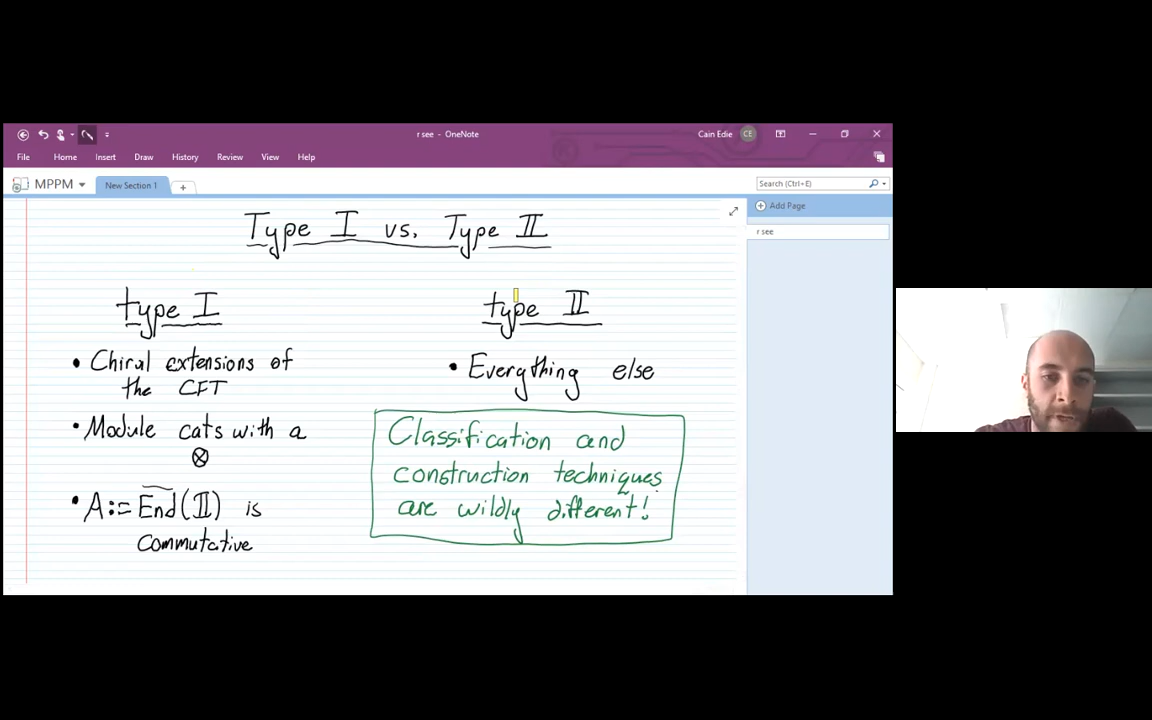 r see - OneNote
Cain Edie
CE
File Home Insert Draw History Review View Help
MPPM
New Section 1
Search (Ctrl+E)
Add Page
r see
Type I vs. Type II
type I
• Chiral extensions of
the CFT
• Module cats with a
⊗
• A := End(𝟙) is
commutative
type II
• Everything else
Classification and
construction techniques
are wildly different!